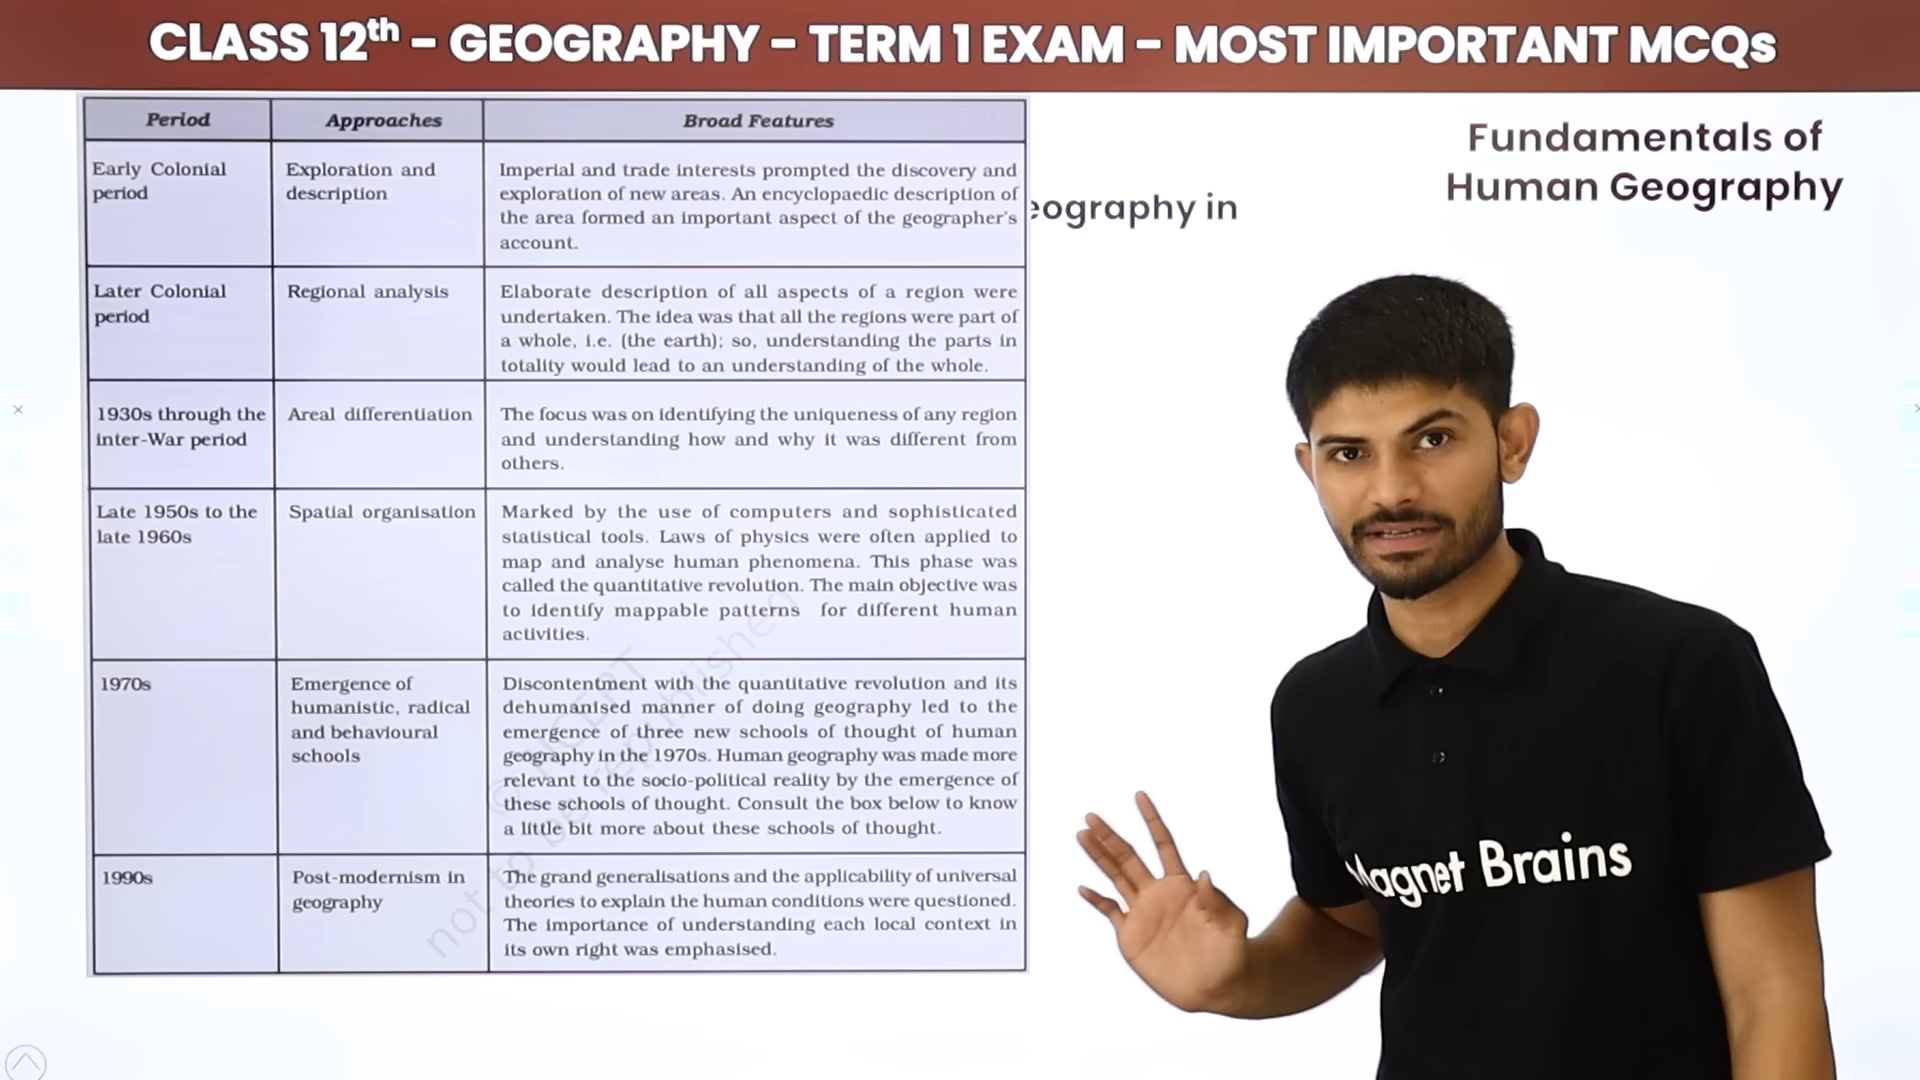 CLASS 12th - GEOGRAPHY - TERM 1 EXAM - MOST IMPORTANT MCQs
Period
Approaches
Broad Features
Early Colonial
period
Exploration and
description
Imperial and trade interests prompted the discovery and
exploration of new areas. An encyclopaedic description of
the area formed an important aspect of the geographer's
account.
Later Colonial
period
Regional analysis
Elaborate description of all aspects of a region were
undertaken. The idea was that all the regions were part of
a whole, i.e. (the earth); so, understanding the parts in
totality would lead to an understanding of the whole.
1930s through the
inter-War period
Areal differentiation
The focus was on identifying the uniqueness of any region
and understanding how and why it was different from
others.
Late 1950s to the
late 1960s
Spatial organisation
Marked by the use of computers and sophisticated
statistical tools. Laws of physics were often applied to
map and analyse human phenomena. This phase was
called the quantitative revolution. The main objective was
to identify mappable patterns for different human
activities.
1970s
Emergence of
humanistic, radical
and behavioural
schools
Discontentment with the quantitative revolution and its
dehumanised manner of doing geography led to the
emergence of three new schools of thought of human
geography in the 1970s. Human geography was made more
relevant to the socio-political reality by the emergence of
these schools of thought. Consult the box below to know
a little bit more about these schools of thought.
1990s
Post-modernism in
geography
The grand generalisations and the applicability of universal
theories to explain the human conditions were questioned.
The importance of understanding each local context in
its own right was emphasised.
© NCERT
not to be republished
eography in
Fundamentals of
Human Geography
Magnet Brains